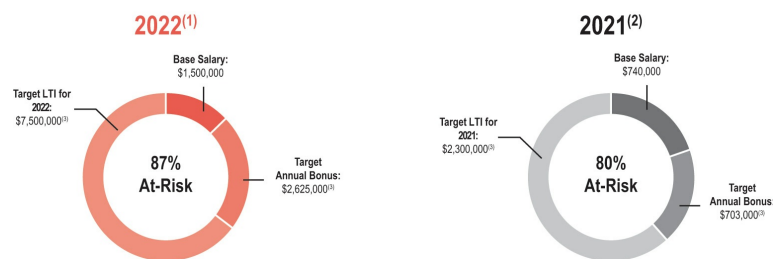 2022(1)
Base Salary:
$1,500,000
Target LTI for
2022:
$7,500,000(3)
87%
At-Risk
Target
Annual Bonus:
$2,625,000(3)
2021(2)
Base Salary:
$740,000
Target LTI for
2021:
$2,300,000(3)
80%
At-Risk
Target
Annual Bonus:
$703,000(3)